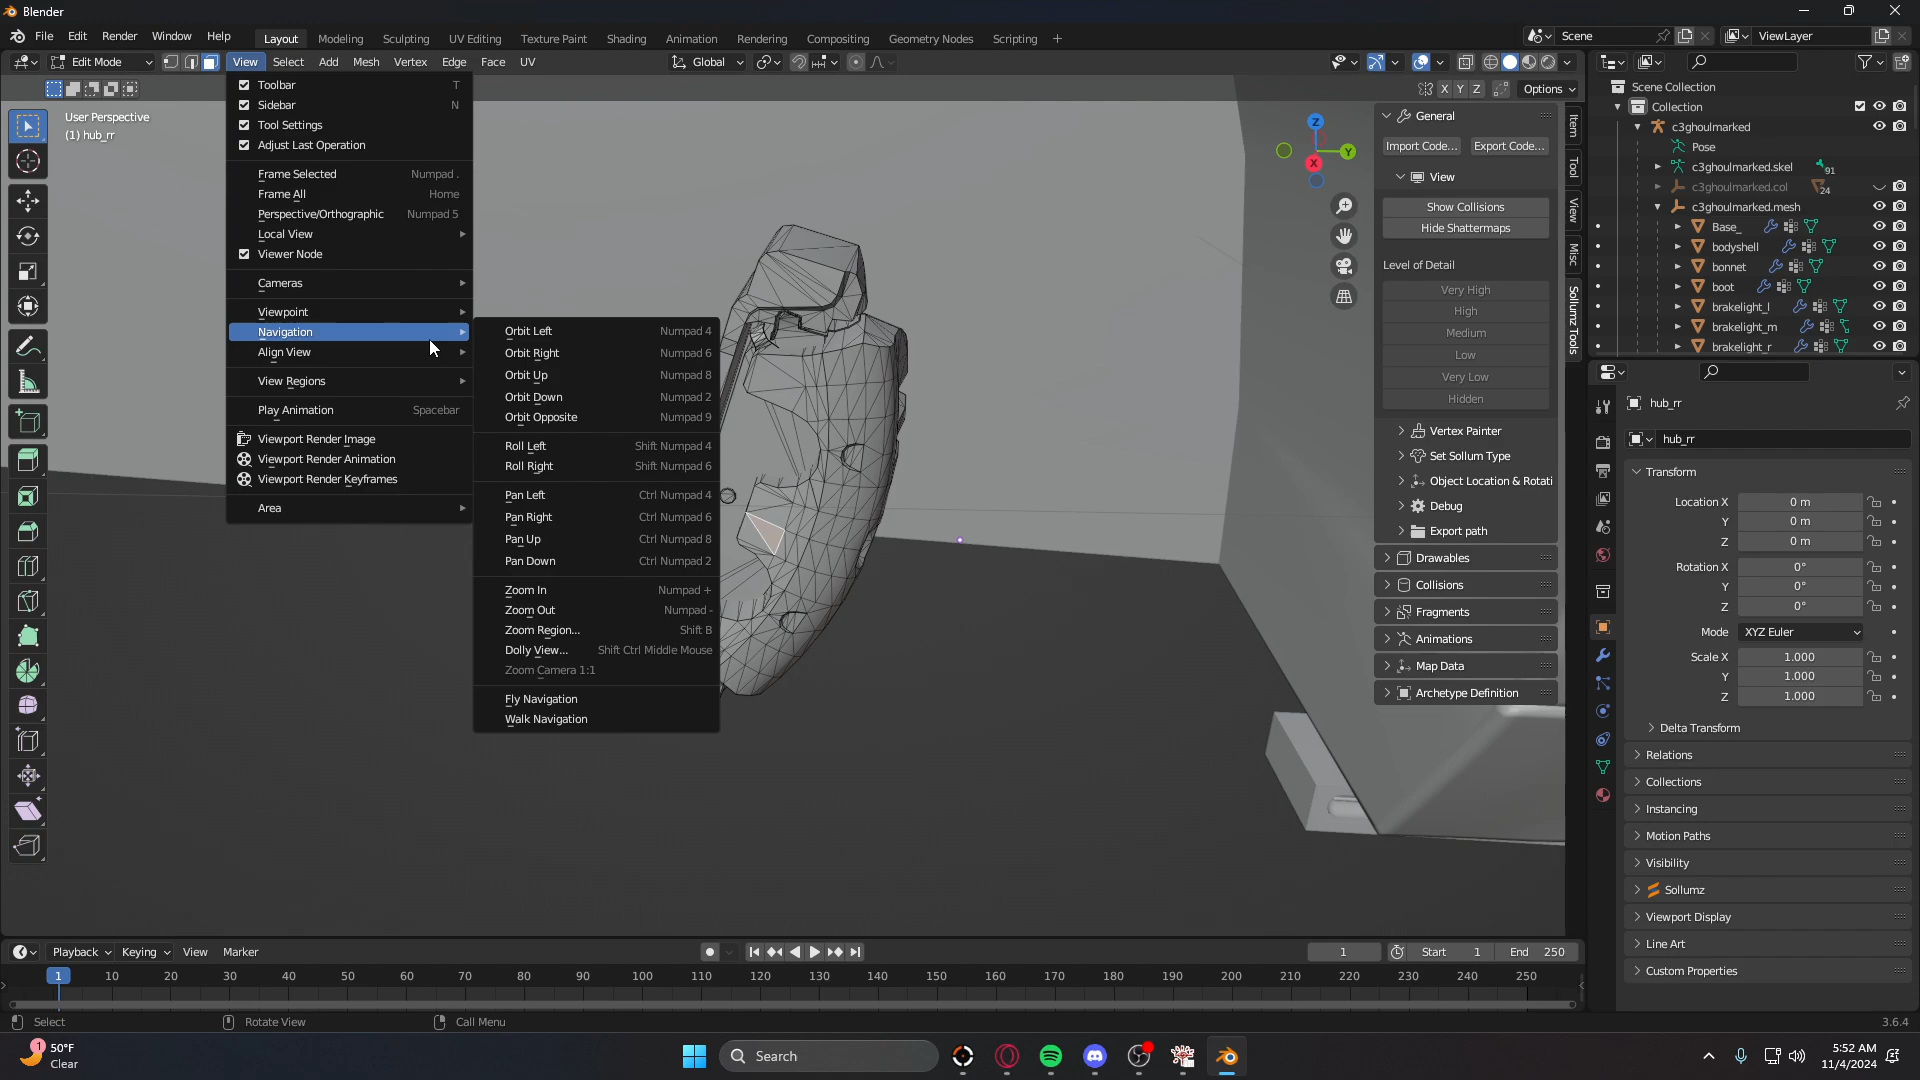 Blender
File Edit Render Window Help
Layout Modeling Sculpting UV Editing Texture Paint Shading Animation Rendering Compositing Geometry Nodes Scripting +
Scene
ViewLayer
Edit Mode
View Select Add Mesh Vertex Edge Face UV
Global
X Y Z
Options
User Perspective
(1) hub_rr
Toolbar T
Sidebar N
Tool Settings
Adjust Last Operation
Frame Selected Numpad .
Frame All Home
Perspective/Orthographic Numpad 5
Local View
Viewer Node
Cameras
Viewpoint
Navigation
Align View
View Regions
Play Animation Spacebar
Viewport Render Image
Viewport Render Animation
Viewport Render Keyframes
Area
Orbit Left Numpad 4
Orbit Right Numpad 6
Orbit Up Numpad 8
Orbit Down Numpad 2
Orbit Opposite Numpad 9
Roll Left Shift Numpad 4
Roll Right Shift Numpad 6
Pan Left Ctrl Numpad 4
Pan Right Ctrl Numpad 6
Pan Up Ctrl Numpad 8
Pan Down Ctrl Numpad 2
Zoom In Numpad +
Zoom Out Numpad -
Zoom Region... Shift B
Dolly View... Shift Ctrl Middle Mouse
Zoom Camera 1:1
Fly Navigation
Walk Navigation
Z
Y
X
General
Import Code... Export Code...
View
Show Collisions
Hide Shattermaps
Level of Detail
Very High
High
Medium
Low
Very Low
Hidden
Vertex Painter
Set Sollum Type
Object Location & Rotati
Debug
Export path
Drawables
Collisions
Fragments
Animations
Map Data
Archetype Definition
Item
Tool
View
Misc
Sollumz Tools
Scene Collection
Collection
c3ghoulmarked
Pose
c3ghoulmarked.skel 91
c3ghoulmarked.col 24
c3ghoulmarked.mesh
Base_
bodyshell
bonnet
boot
brakelight_l
brakelight_m
brakelight_r
hub_rr
hub_rr
Transform
Location X 0 m
Y 0 m
Z 0 m
Rotation X 0°
Y 0°
Z 0°
Mode XYZ Euler
Scale X 1.000
Y 1.000
Z 1.000
Delta Transform
Relations
Collections
Instancing
Motion Paths
Visibility
Sollumz
Viewport Display
Line Art
Custom Properties
Playback Keying View Marker
1
Start 1
End 250
1 10 20 30 40 50 60 70 80 90 100 110 120 130 140 150 160 170 180 190 200 210 220 230 240 250
Select
Rotate View
Call Menu
3.6.4
1
50°F
Clear
Search
5:52 AM
11/4/2024